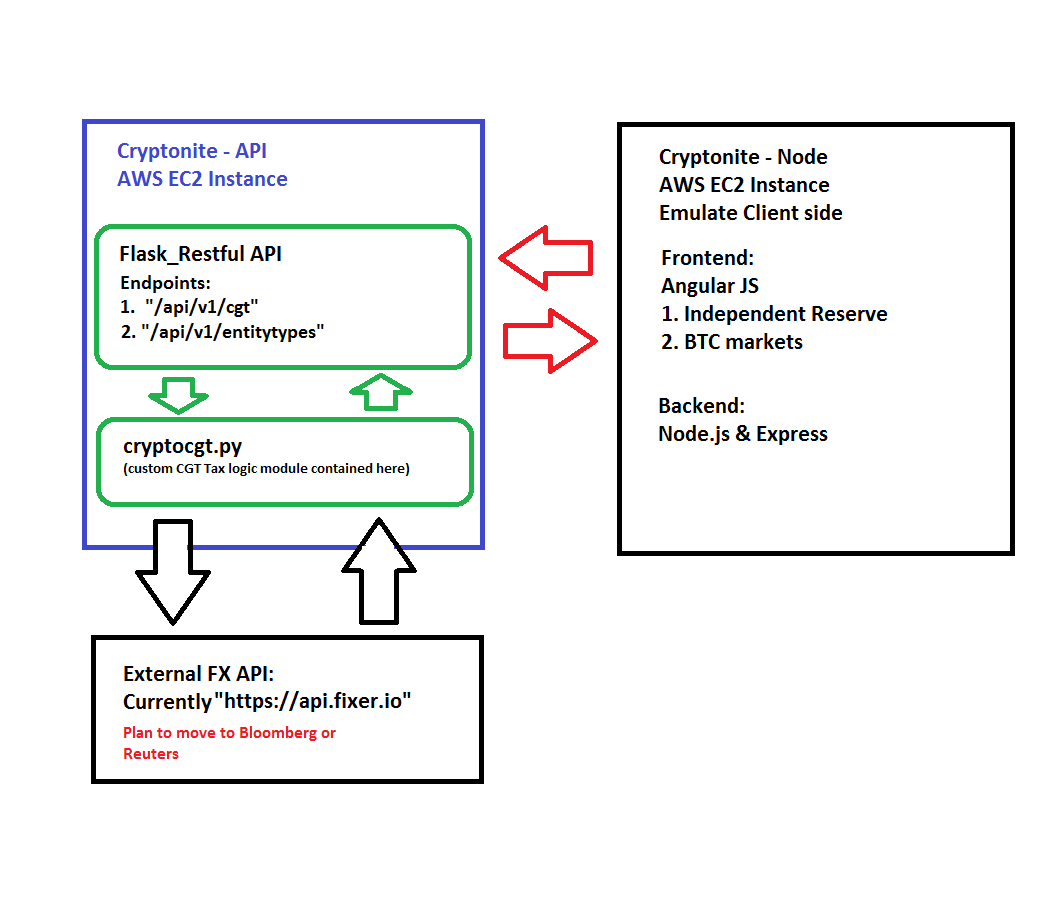 Cryptonite - API
AWS EC2 Instance
Flask_Restful API
Endpoints:
1. "/api/v1/cgt"
2. "/api/v1/entitytypes"
cryptocgt.py
(custom CGT Tax logic module contained here)
External FX API:
Currently "https://api.fixer.io"
Plan to move to Bloomberg or
Reuters
Cryptonite - Node
AWS EC2 Instance
Emulate Client side
Frontend:
Angular JS
1. Independent Reserve
2. BTC markets
Backend:
Node.js & Express